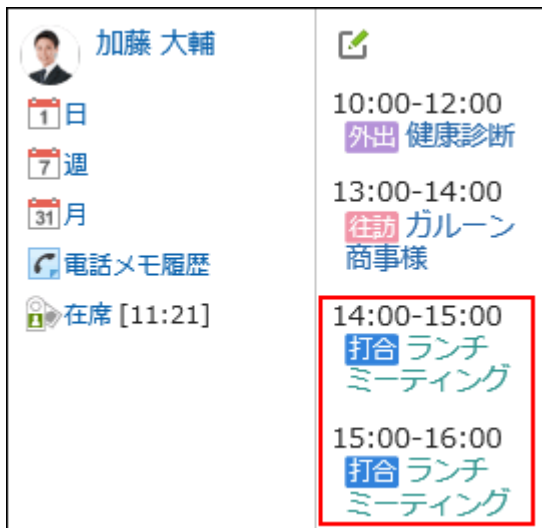 加藤 大輔
1 日
7 週
31 月
電話メモ履歴
在席 [11:21]
10:00-12:00
外出 健康診断
13:00-14:00
往訪 ガルーン
商事様
14:00-15:00
打合 ランチ
ミーティング
15:00-16:00
打合 ランチ
ミーティング